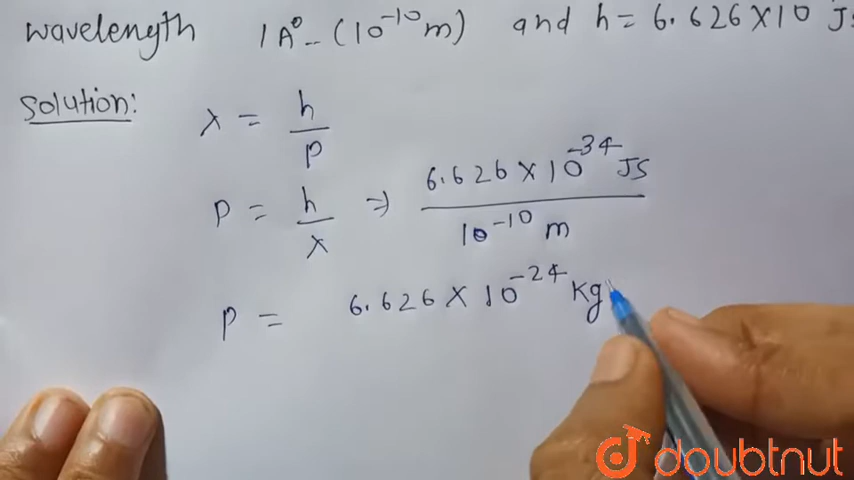 wavelength 1A° - (10⁻¹⁰ m) and h = 6.626 × 10 J
Solution:
λ = h/p
P = h/λ ⇒ 6.626 × 10⁻³⁴ JS / 10⁻¹⁰ m
P = 6.626 × 10⁻²⁴ Kg
doubtnut